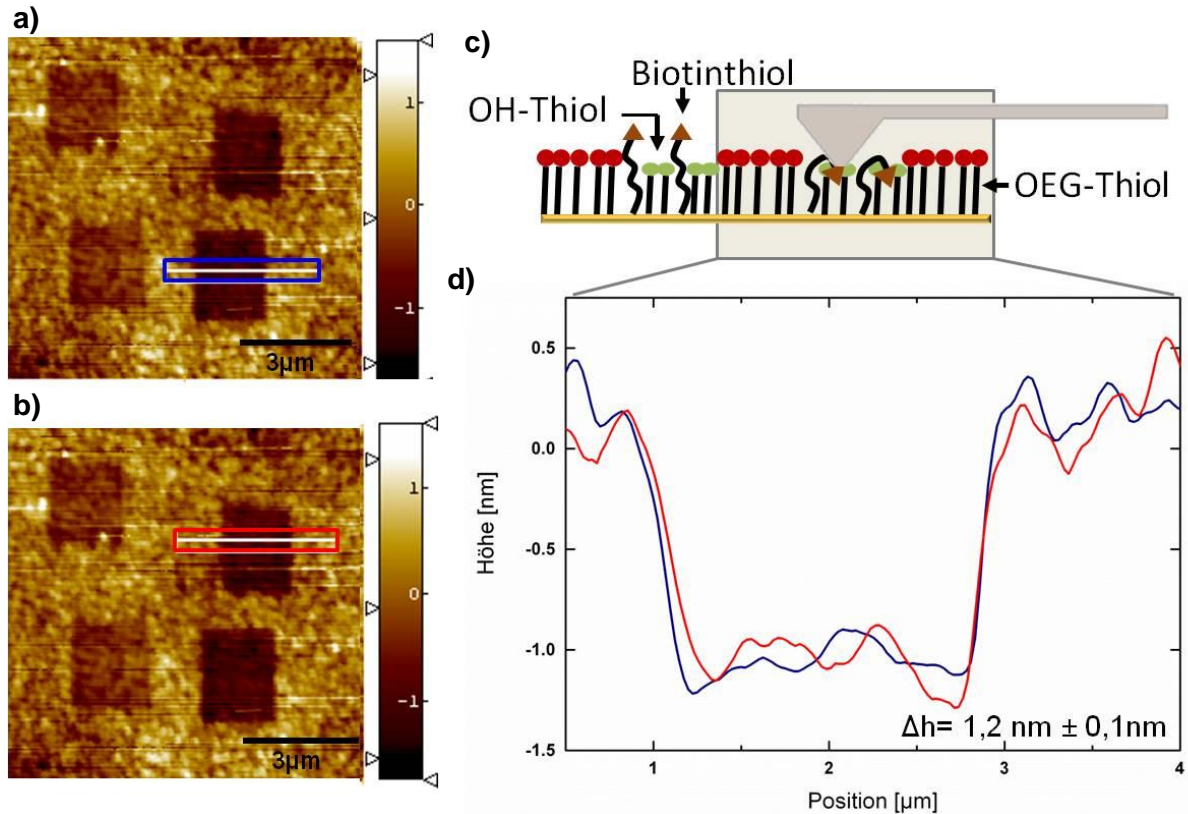 a)
1
0
-1
3µm
b)
1
0
-1
3µm
c)
Biotinthiol
OH-Thiol
OEG-Thiol
d)
Höhe [nm]
0.5
0.0
-0.5
-1.0
-1.5
Δh= 1,2 nm ± 0,1nm
1
2
3
4
Position [µm]